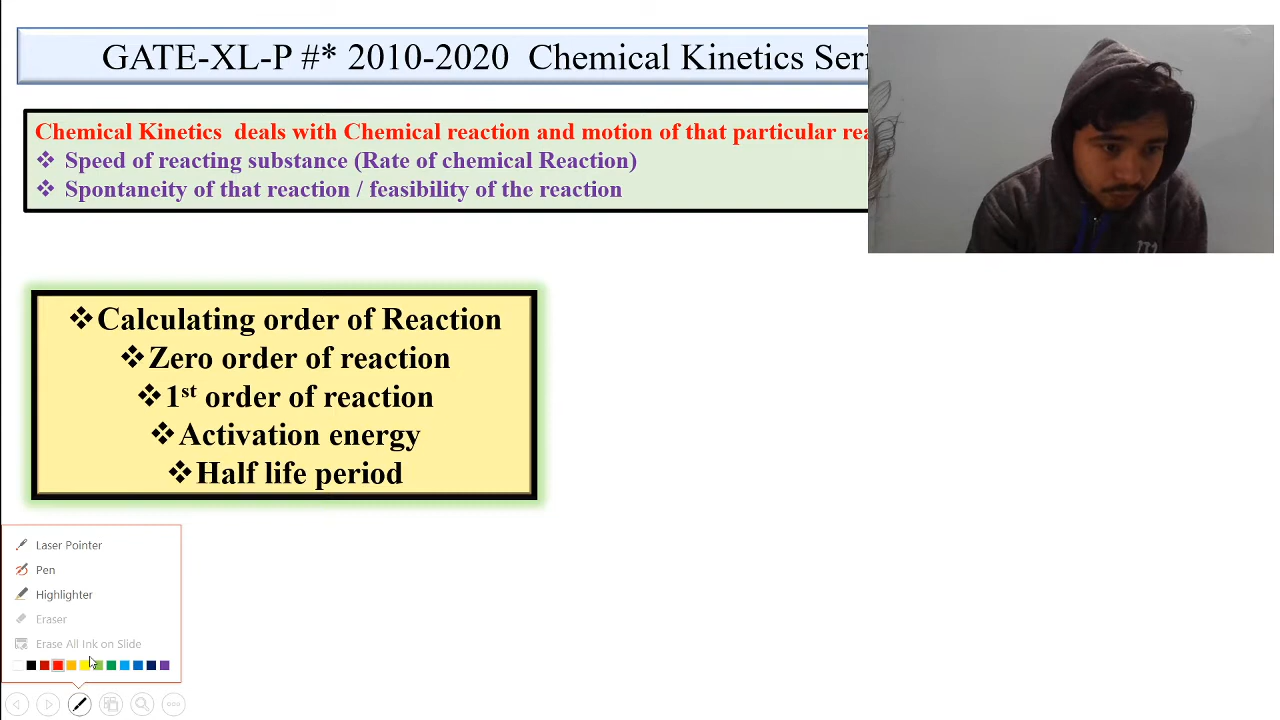 GATE-XL-P #* 2010-2020 Chemical Kinetics Seri
Chemical Kinetics deals with Chemical reaction and motion of that particular rea
❖ Speed of reacting substance (Rate of chemical Reaction)
❖ Spontaneity of that reaction / feasibility of the reaction
❖Calculating order of Reaction
❖Zero order of reaction
❖1st order of reaction
❖Activation energy
❖Half life period
Laser Pointer
Pen
Highlighter
Eraser
Erase All Ink on Slide